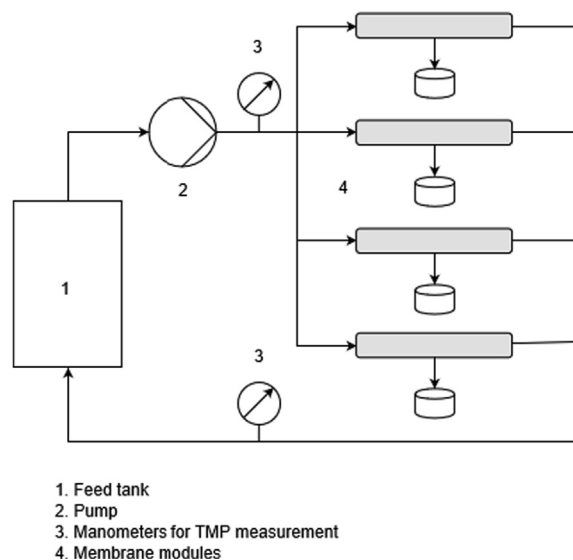 3
2
4
1
3
1. Feed tank
2. Pump
3. Manometers for TMP measurement
4. Membrane modules